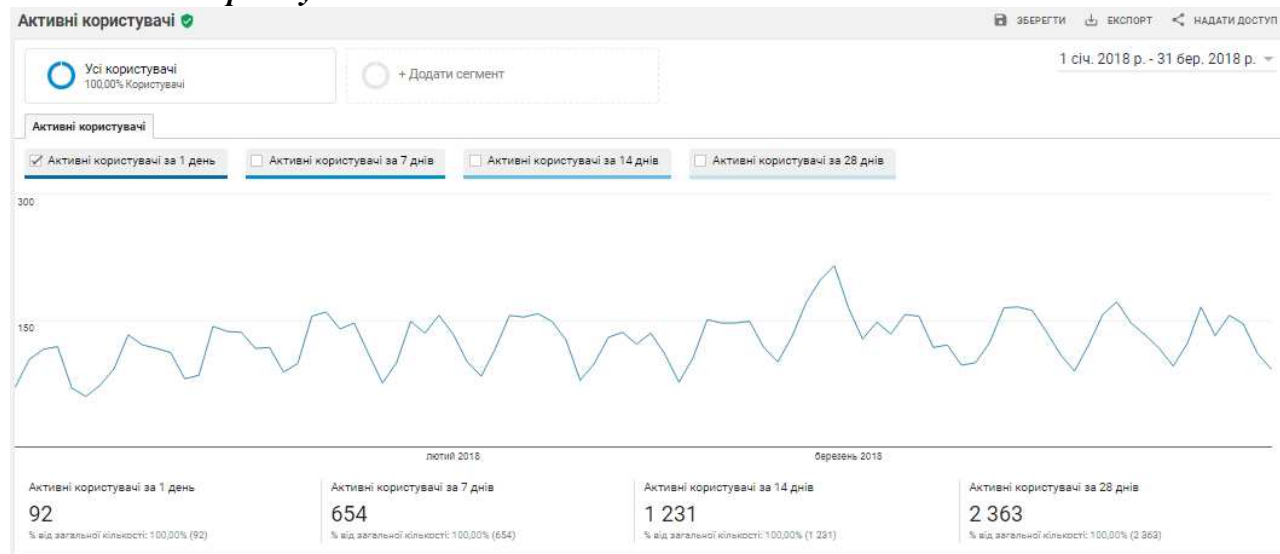 Активні користувачі
ЗБЕРЕГТИ ЕКСПОРТ НАДАТИ ДОСТУП
Усі користувачі
100,00% Користувачі
+ Додати сегмент
1 січ. 2018 р. - 31 бер. 2018 р.
Активні користувачі
Активні користувачі за 1 день Активні користувачі за 7 днів Активні користувачі за 14 днів Активні користувачі за 28 днів
300
150
лютий 2018 березень 2018
Активні користувачі за 1 день Активні користувачі за 7 днів Активні користувачі за 14 днів Активні користувачі за 28 днів
92 654 1 231 2 363
% від загальної кількості: 100,00% (92) % від загальної кількості: 100,00% (654) % від загальної кількості: 100,00% (1 231) % від загальної кількості: 100,00% (2 363)